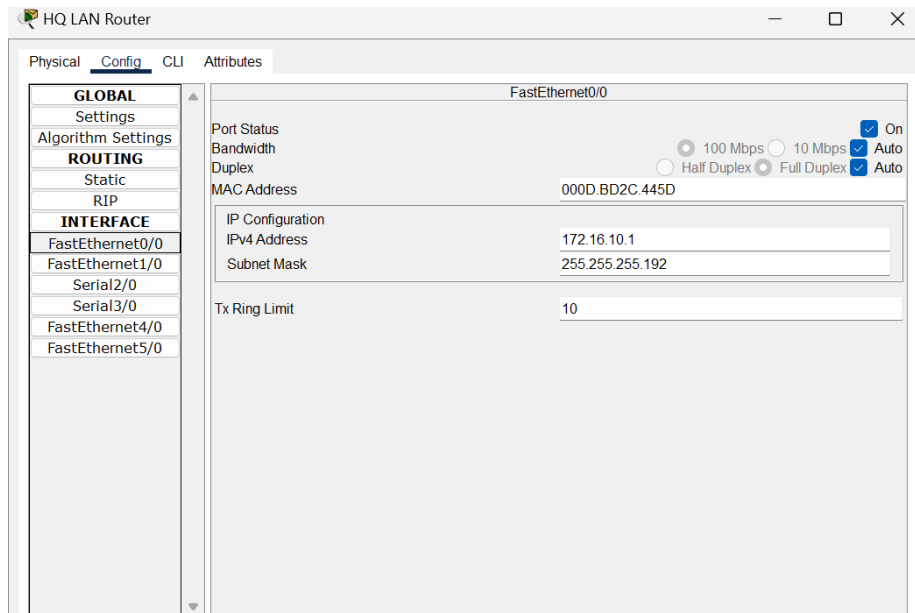 HQ LAN Router
Physical Config CLI Attributes
GLOBAL
Settings
Algorithm Settings
ROUTING
Static
RIP
INTERFACE
FastEthernet0/0
FastEthernet1/0
Serial2/0
Serial3/0
FastEthernet4/0
FastEthernet5/0
FastEthernet0/0
Port Status On
Bandwidth 100 Mbps 10 Mbps Auto
Duplex Half Duplex Full Duplex Auto
MAC Address 000D.BD2C.445D
IP Configuration
IPv4 Address 172.16.10.1
Subnet Mask 255.255.255.192
Tx Ring Limit 10